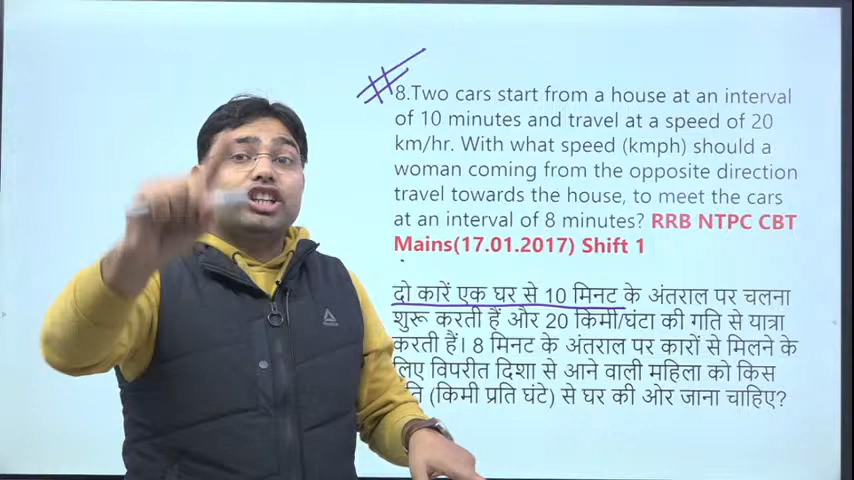 8.Two cars start from a house at an interval
of 10 minutes and travel at a speed of 20
km/hr. With what speed (kmph) should a
woman coming from the opposite direction
travel towards the house, to meet the cars
at an interval of 8 minutes? RRB NTPC CBT
Mains(17.01.2017) Shift 1
दो कारें एक घर से 10 मिनट के अंतराल पर चलना
शुरू करती हैं और 20 किमी/घंटा की गति से यात्रा
करती हैं। 8 मिनट के अंतराल पर कारों से मिलने के
लिए विपरीत दिशा से आने वाली महिला को किस
(किमी प्रति घंटे) से घर की ओर जाना चाहिए?